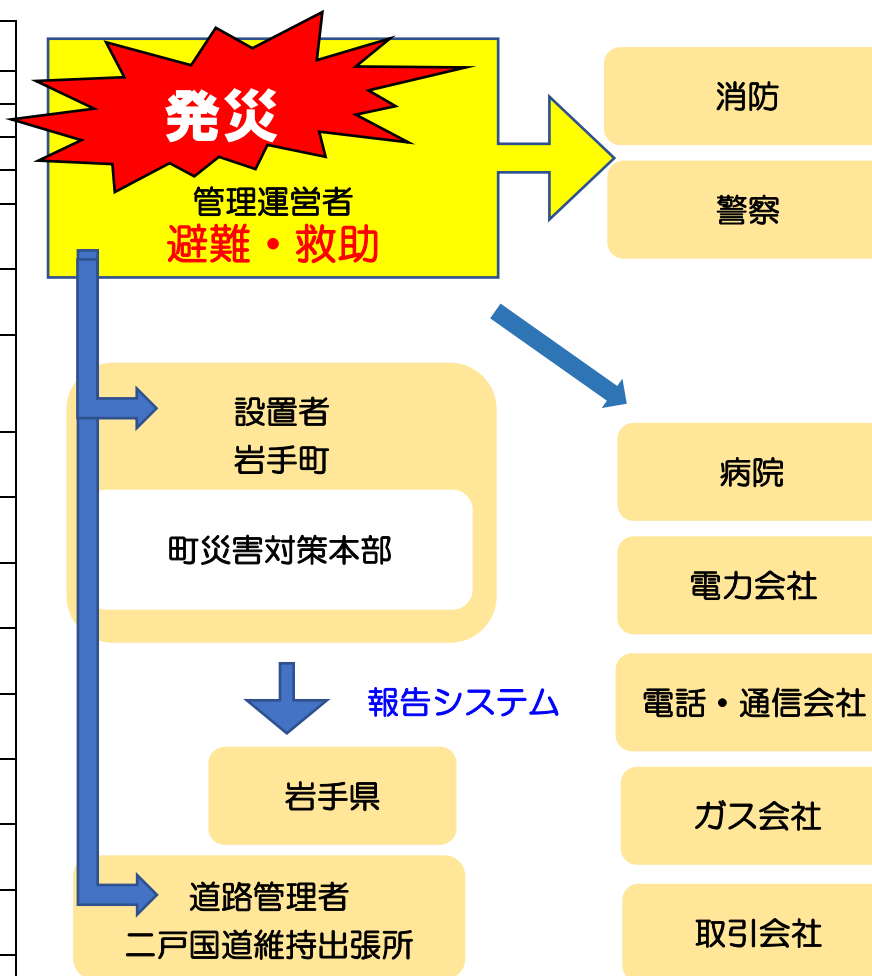 発災
管理運営者
避難・救助
消防
警察
設置者
岩手町
町災害対策本部
報告システム
岩手県
道路管理者
二戸国道維持出張所
病院
電力会社
電話・通信会社
ガス会社
取引会社